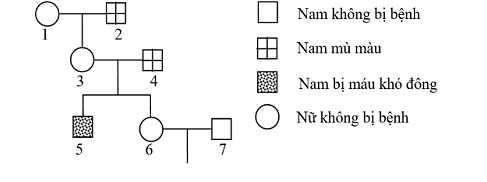 Nam không bị bệnh
1
2
Nam mù màu
3
4
Nam bị máu khó đông
5
6
7
Nữ không bị bệnh